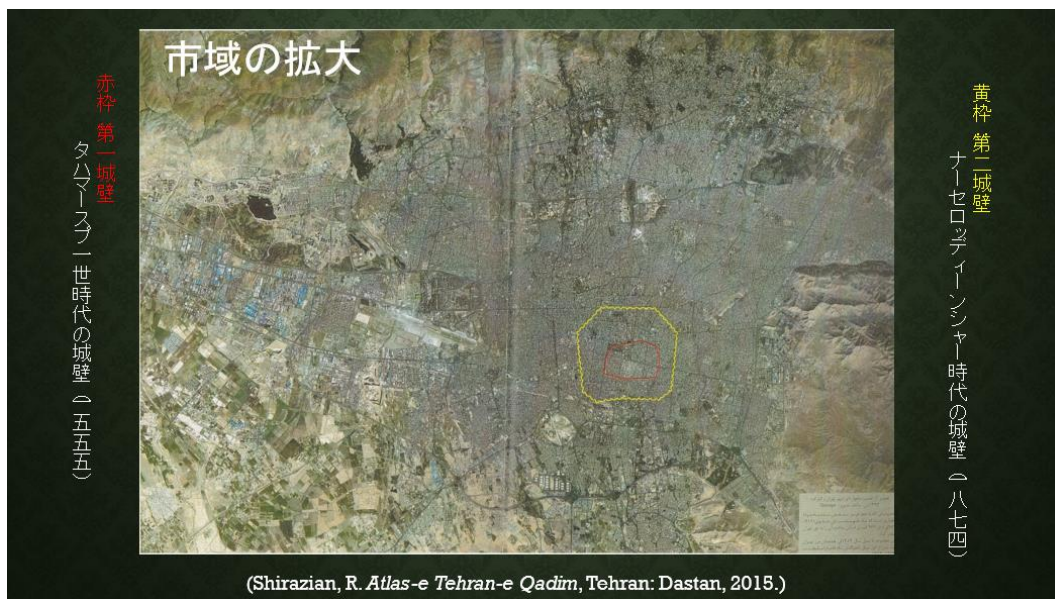 市域の拡大
黄枠 第二城壁
ナーセロッディーンシャー時代の城壁(一八七四)
赤枠 第一城壁
タハマースブ一世時代の城壁(一五五五)
(Shirazian, R. Atlas-e Tehran-e Qadim, Tehran: Dastan, 2015.)